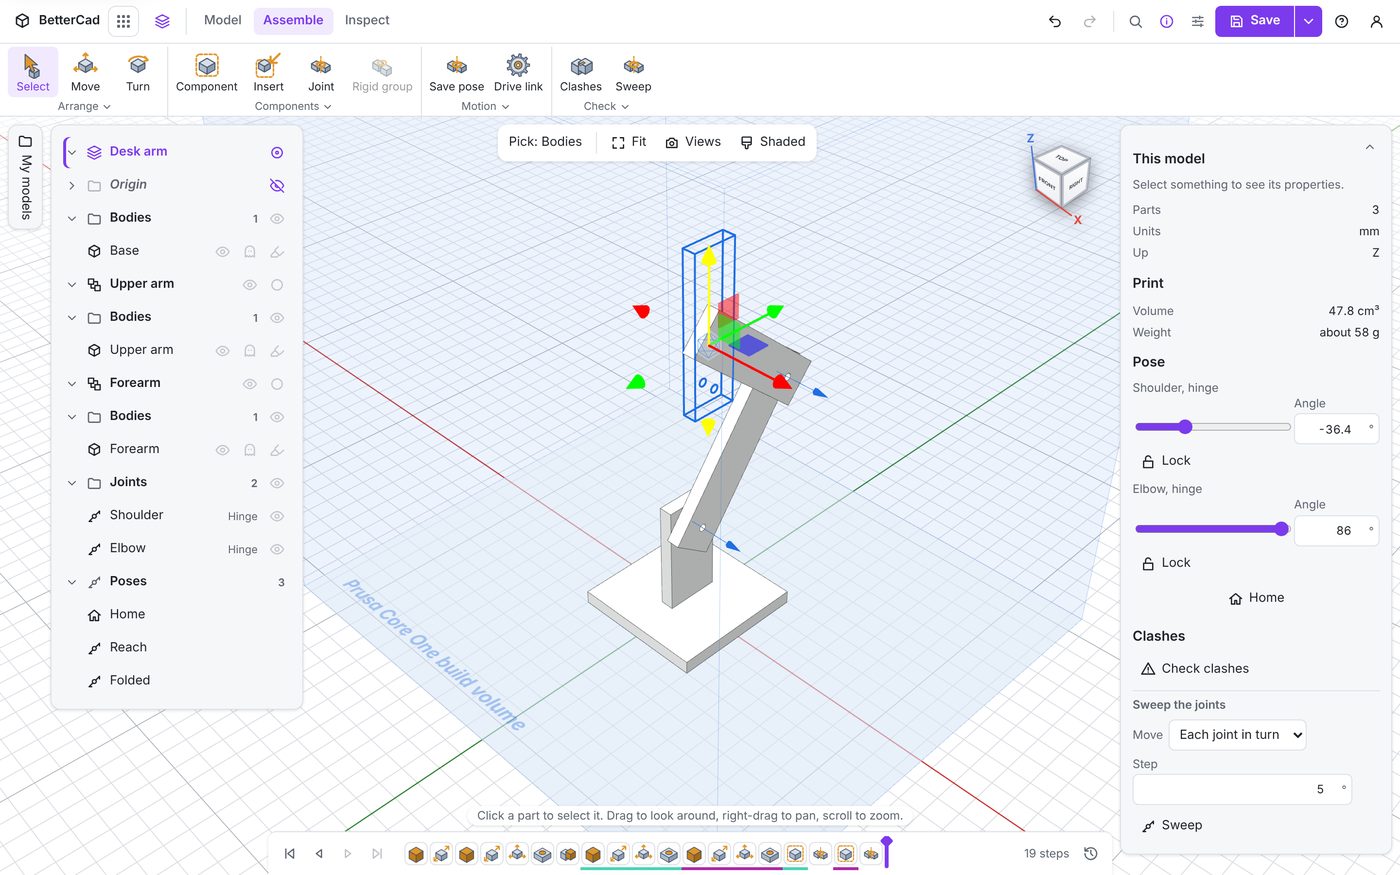 BetterCad
Model
Assemble
Inspect
Save
Select
Move
Turn
Component
Insert
Joint
Rigid group
Save pose
Drive link
Clashes
Sweep
Arrange
Components
Motion
Check
My models
Desk arm
Origin
Bodies 1
Base
Upper arm
Bodies 1
Upper arm
Forearm
Bodies 1
Forearm
Joints 2
Shoulder Hinge
Elbow Hinge
Poses 3
Home
Reach
Folded
Pick: Bodies
Fit
Views
Shaded
Z
TOP
FRONT
RIGHT
X
Prusa Core One build volume
Click a part to select it. Drag to look around, right-drag to pan, scroll to zoom.
19 steps
This model
Select something to see its properties.
Parts 3
Units mm
Up Z
Print
Volume 47.8 cm³
Weight about 58 g
Pose
Shoulder, hinge
Angle
-36.4 °
Lock
Elbow, hinge
Angle
86 °
Lock
Home
Clashes
Check clashes
Sweep the joints
Move Each joint in turn
Step
5 °
Sweep